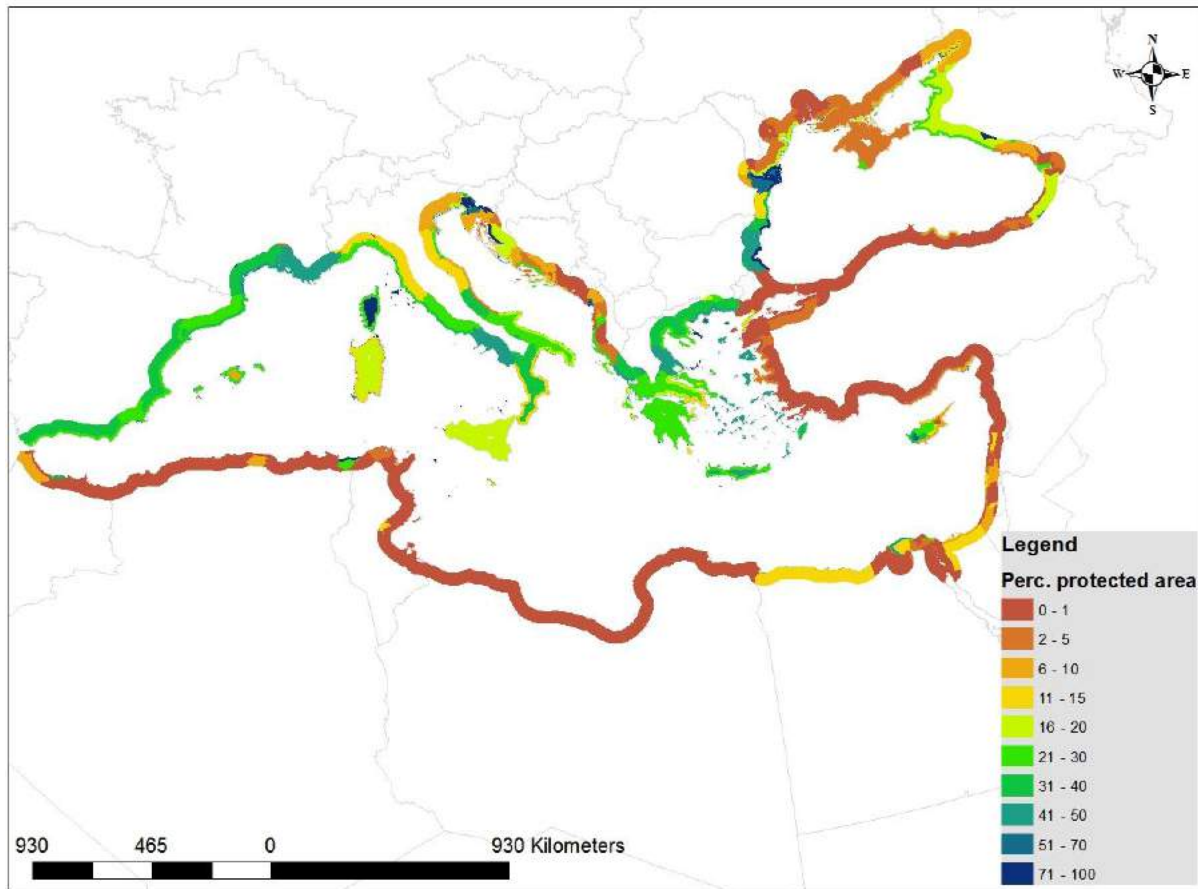 N
W E
S
Legend
Perc. protected area
0 - 1
2 - 5
6 - 10
11 - 15
16 - 20
21 - 30
31 - 40
41 - 50
51 - 70
71 - 100
930 465 0 930 Kilometers